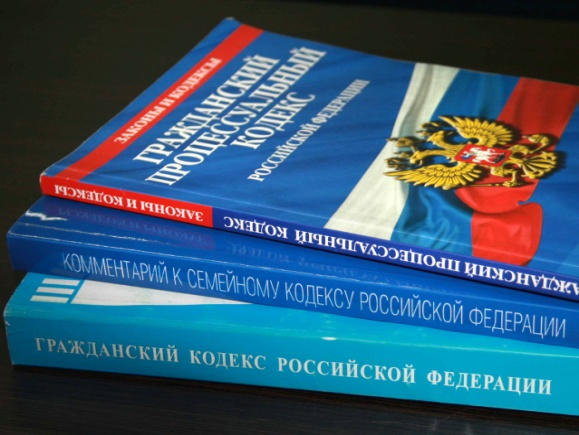 ЗАКОНЫ И КОДЕКСЫ
ГРАЖДАНСКИЙ
ПРОЦЕССУАЛЬНЫЙ
КОДЕКС
РОССИЙСКОЙ ФЕДЕРАЦИИ
ЗАКОНЫ И КОДЕКСЫ
АЖДАНСКИЙ ПРОЦЕССУАЛЬНЫЙ КОДЕКС
КОММЕНТАРИЙ К СЕМЕЙНОМУ КОДЕКСУ РОССИЙСКОЙ ФЕДЕРАЦИИ
ГРАЖДАНСКИЙ КОДЕКС РОССИЙСКОЙ ФЕДЕРАЦИИ